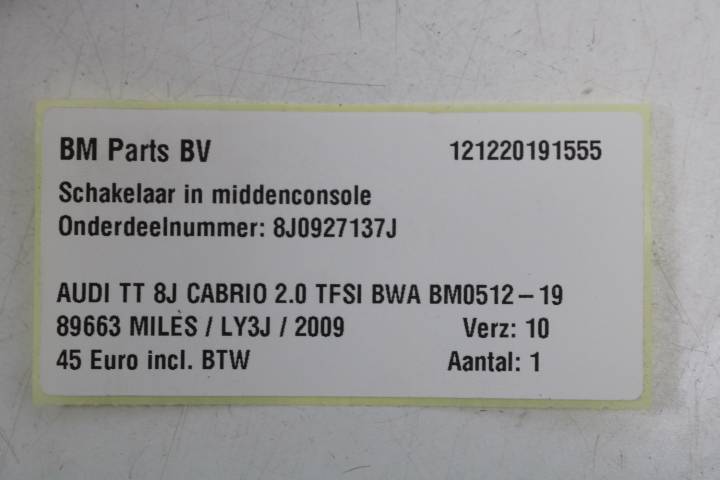 BM Parts BV 121220191555
Schakelaar in middenconsole
Onderdeelnummer: 8J0927137J
AUDI TT 8J CABRIO 2.0 TFSI BWA BM0512-19
89663 MILES / LY3J / 2009 Verz: 10
45 Euro incl. BTW Aantal: 1